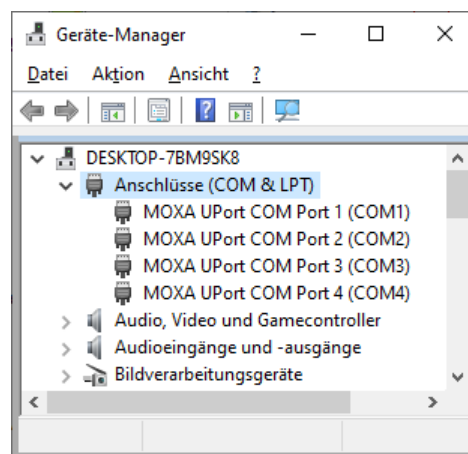 Geräte-Manager
Datei Aktion Ansicht ?
DESKTOP-7BM9SK8
Anschlüsse (COM & LPT)
MOXA UPort COM Port 1 (COM1)
MOXA UPort COM Port 2 (COM2)
MOXA UPort COM Port 3 (COM3)
MOXA UPort COM Port 4 (COM4)
Audio, Video und Gamecontroller
Audioeingänge und -ausgänge
Bildverarbeitungsgeräte